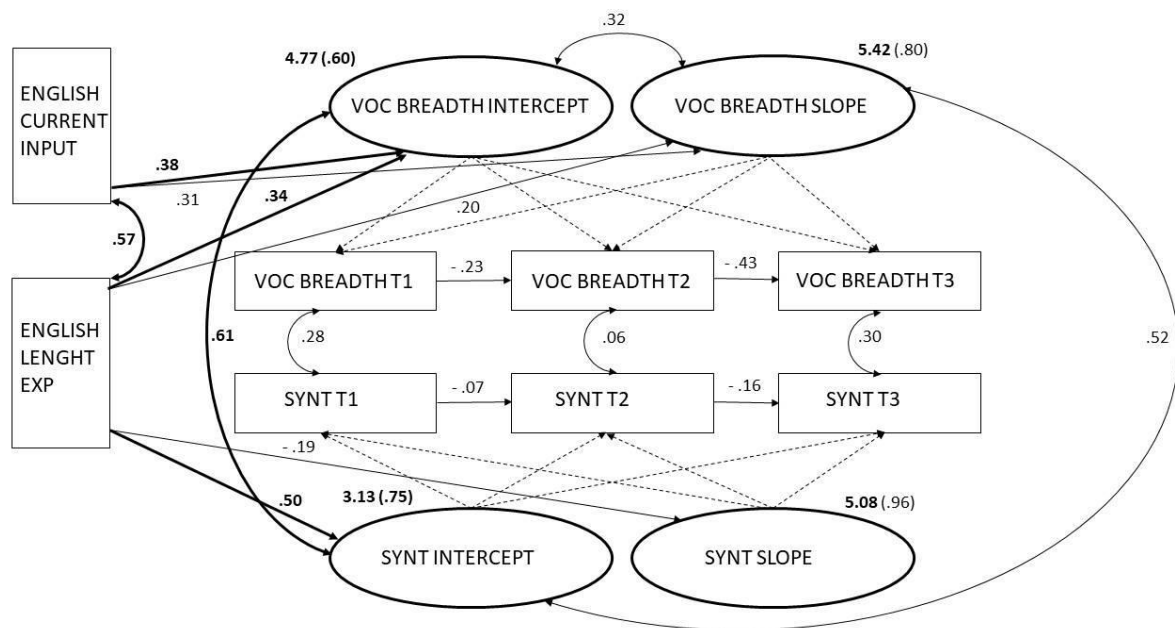 .32
4.77 (.60)
5.42 (.80)
ENGLISH
CURRENT
INPUT
VOC BREADTH INTERCEPT
VOC BREADTH SLOPE
.38
.31
.34
.20
.57
VOC BREADTH T1
- .23
VOC BREADTH T2
- .43
VOC BREADTH T3
ENGLISH
LENGHT
EXP
.61
.28
.06
.30
.52
SYNT T1
- .07
SYNT T2
- .16
SYNT T3
- .19
.50
3.13 (.75)
5.08 (.96)
SYNT INTERCEPT
SYNT SLOPE